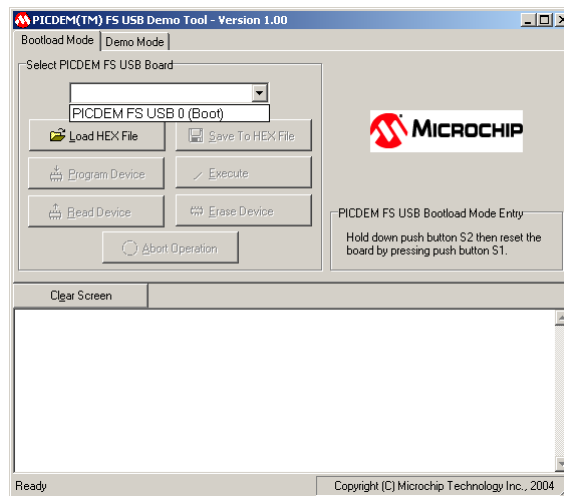 PICDEM(TM) FS USB Demo Tool - Version 1.00
Bootload Mode Demo Mode
Select PICDEM FS USB Board
PICDEM FS USB 0 (Boot)
Load HEX File Save To HEX File
Program Device Execute
Read Device Erase Device
Abort Operation
MICROCHIP
PICDEM FS USB Bootload Mode Entry
Hold down push button S2 then reset the
board by pressing push button S1.
Clear Screen
Ready Copyright (C) Microchip Technology Inc., 2004